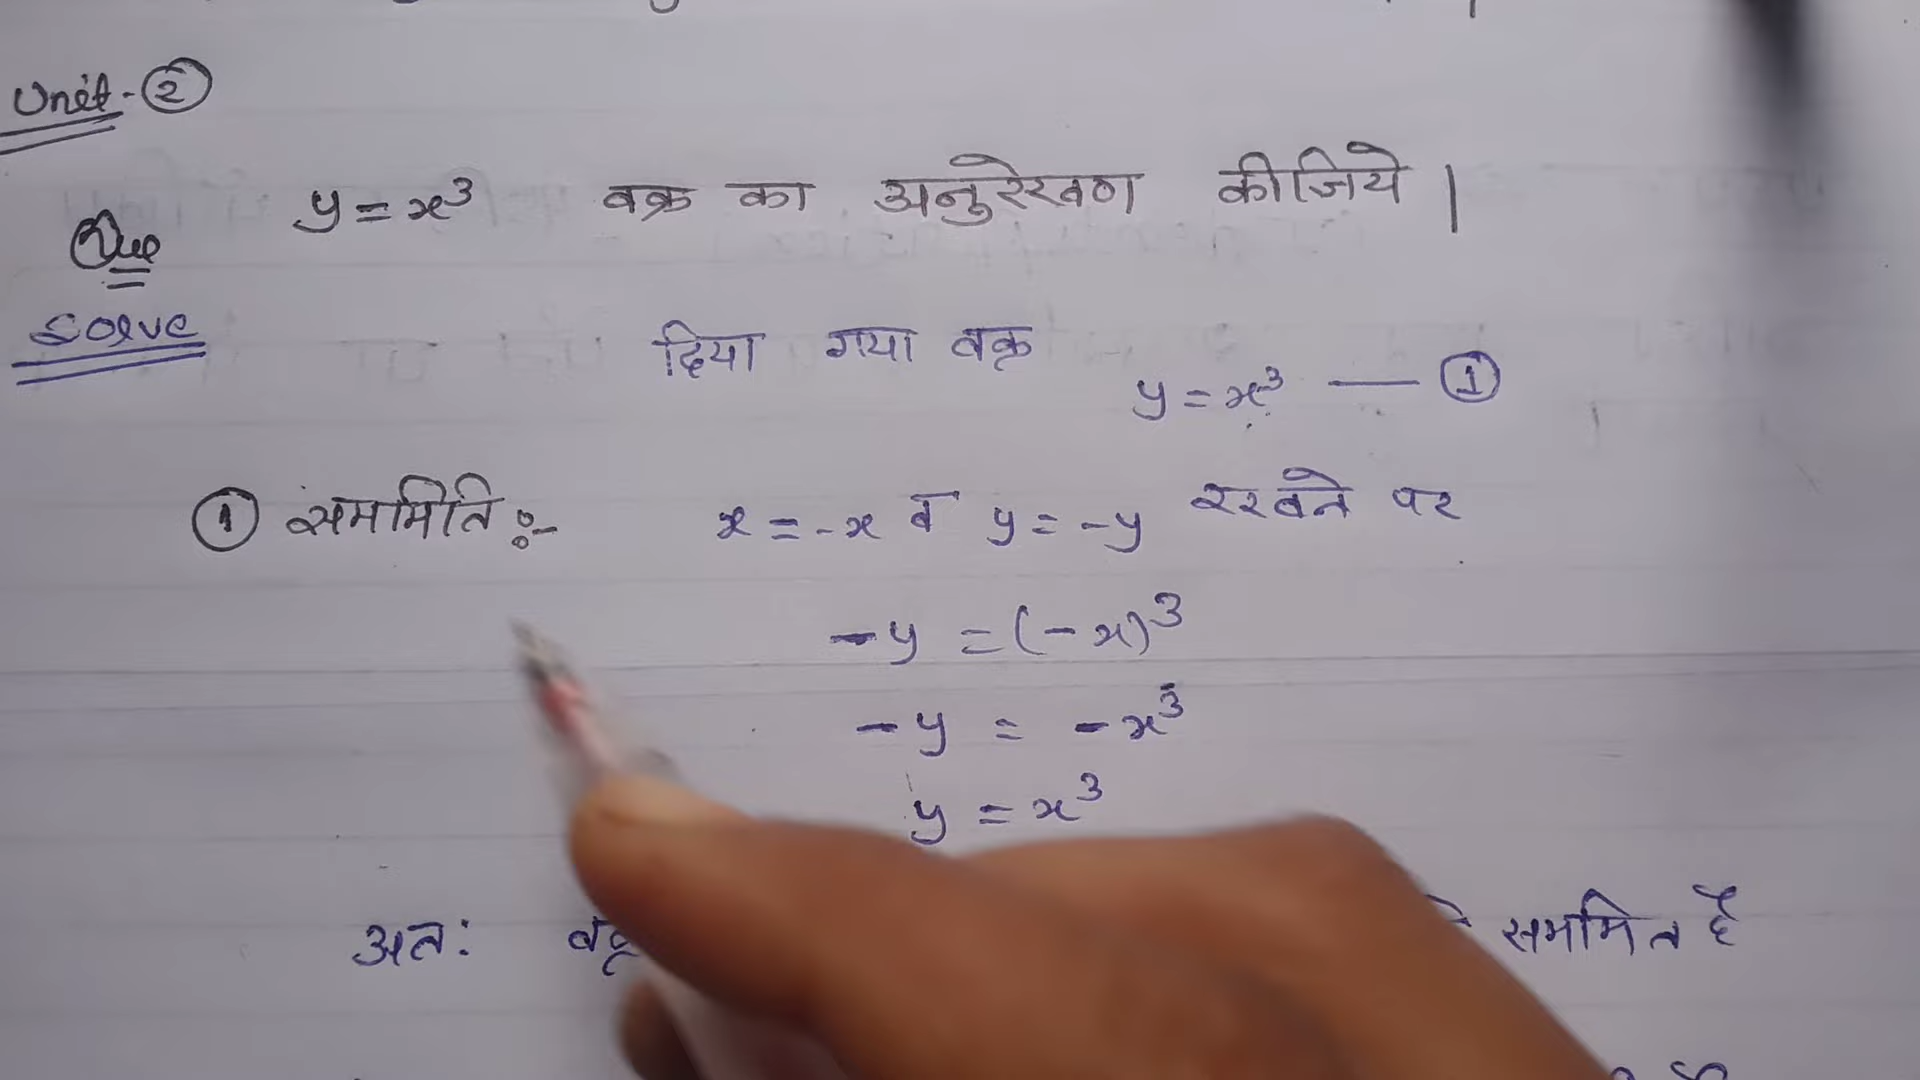 Unit-②
Que y = x³ वक्र का अनुरेखण कीजिये |
Solve दिया गया वक्र
y = x³ —— ①
① सममिति :- x = -x व y = -y रखने पर
-y = (-x)³
-y = -x³
y = x³
अतः सममित है